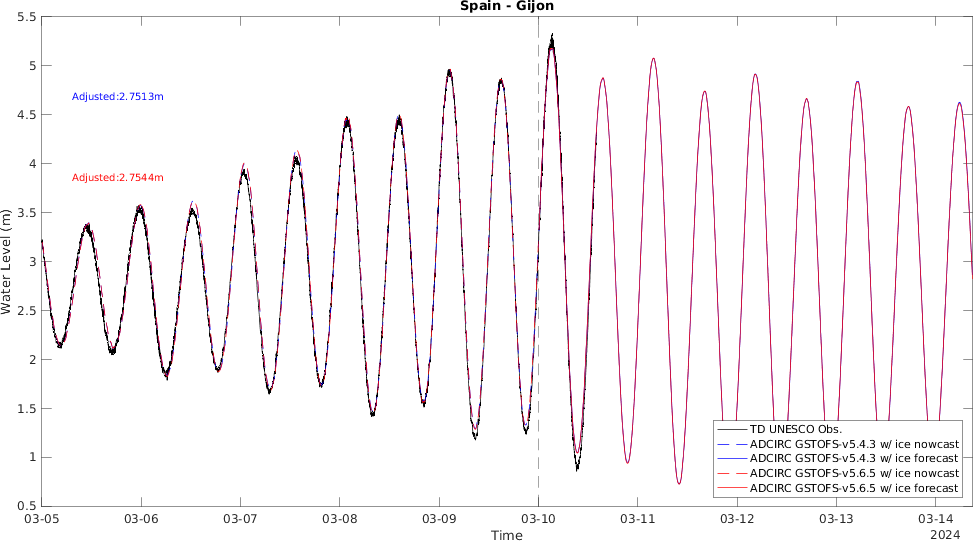 Spain - Gijon
5.5
5
4.5
4
3.5
3
2.5
2
1.5
1
0.5
Water Level (m)
Adjusted:2.7513m
Adjusted:2.7544m
TD UNESCO Obs.
ADCIRC GSTOFS-v5.4.3 w/ ice nowcast
ADCIRC GSTOFS-v5.4.3 w/ ice forecast
ADCIRC GSTOFS-v5.6.5 w/ ice nowcast
ADCIRC GSTOFS-v5.6.5 w/ ice forecast
03-05 03-06 03-07 03-08 03-09 03-10 03-11 03-12 03-13 03-14
Time 2024